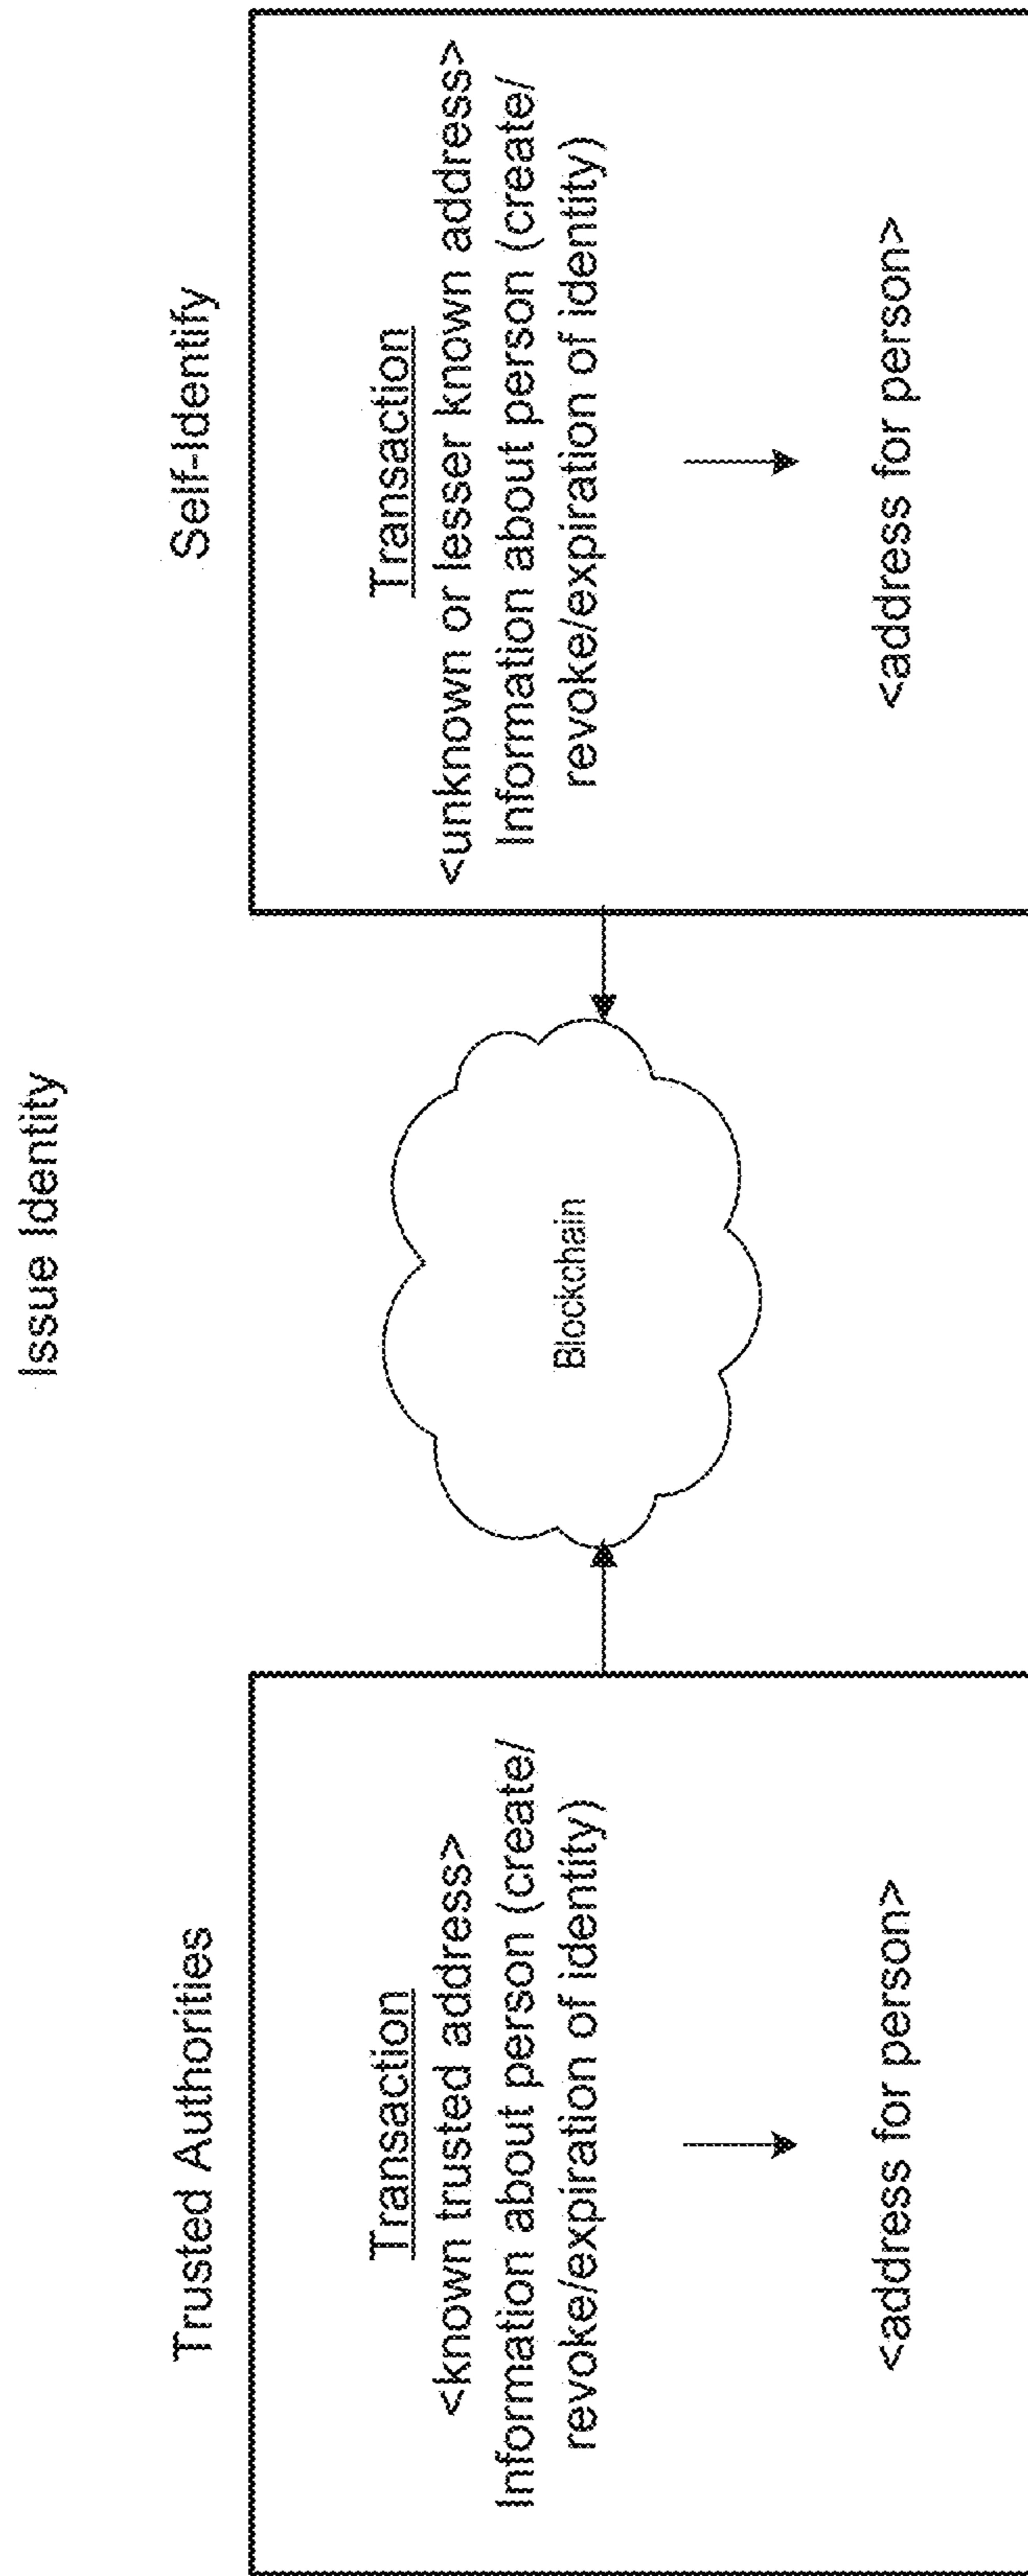 Issue Identity
Trusted Authorities
Transaction
<known trusted address>
Information about person (create/
revoke/expiration of identity)
<address for person>
Blockchain
Self-Identify
Transaction
<unknown or lesser known address>
Information about person (create/
revoke/expiration of identity)
<address for person>